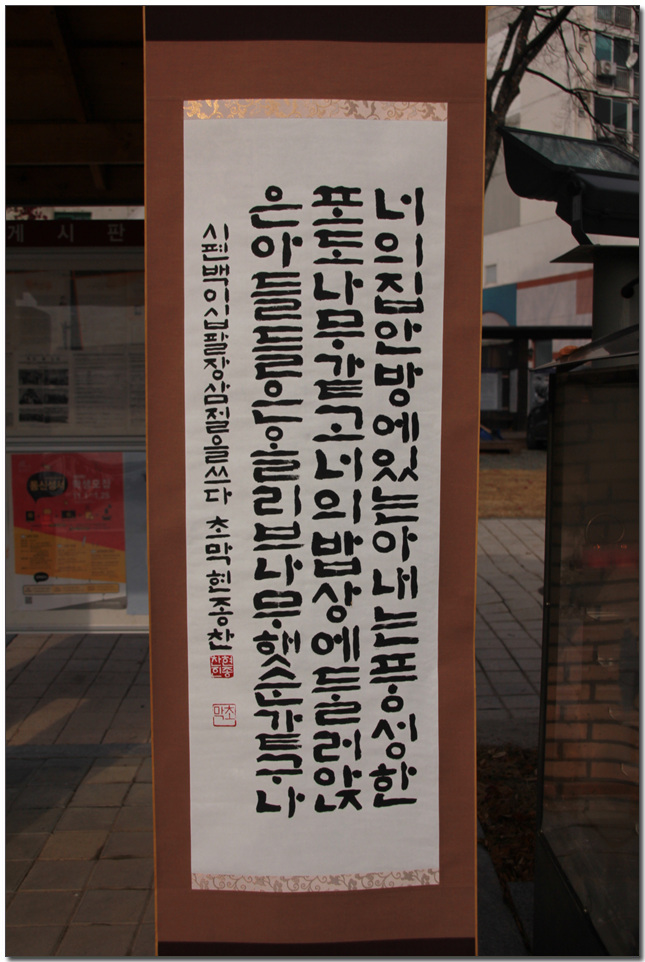 너의집안방에있는아내는풍성한
포도나무같고너의밥상에둘러앉
은아들들은올리브나무햇순같구나
시편백이십팔장삼절을쓰다 초막 현종찬
초막
게시판